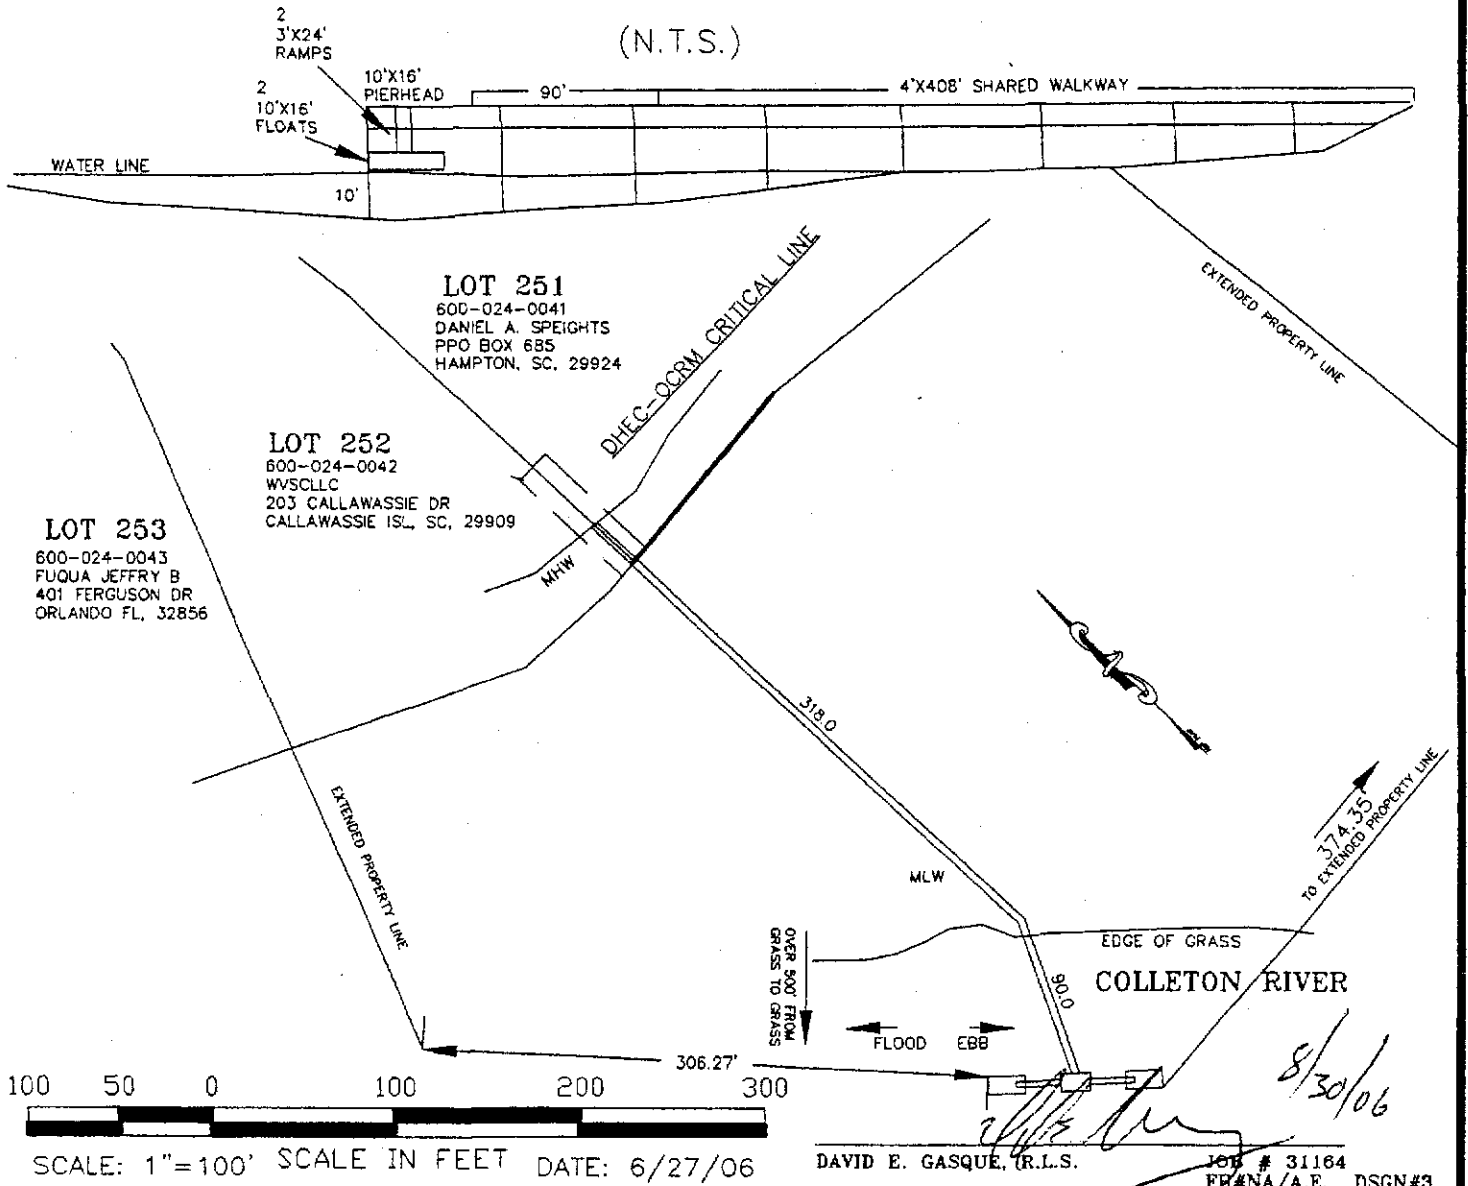 (N.T.S.)
2
3'X24'
RAMPS
10'X16'
PIERHEAD
90'
4'X408' SHARED WALKWAY
2
10'X16'
FLOATS
WATER LINE
10'
LOT 251
600-024-0041
DANIEL A. SPEIGHTS
PPO BOX 685
HAMPTON, SC, 29924
DHEC-OCRM CRITICAL LINE
EXTENDED PROPERTY LINE
LOT 252
600-024-0042
WVSCLLC
203 CALLAWASSIE DR
CALLAWASSIE ISL, SC, 29909
LOT 253
600-024-0043
FUQUA JEFFRY B
401 FERGUSON DR
ORLANDO FL, 32856
MHW
318.0
EXTENDED PROPERTY LINE
374.35'
TO EXTENDED PROPERTY LINE
MLW
EDGE OF GRASS
COLLETON RIVER
OVER 500' FROM
GRASS TO GRASS
90.0
FLOOD EBB
306.27'
8/30/06
100 50 0 100 200 300
SCALE: 1"=100' SCALE IN FEET DATE: 6/27/06
DAVID E. GASQUE, R.L.S.
JOB # 31164
FB#NA/A.E. DSGN#3